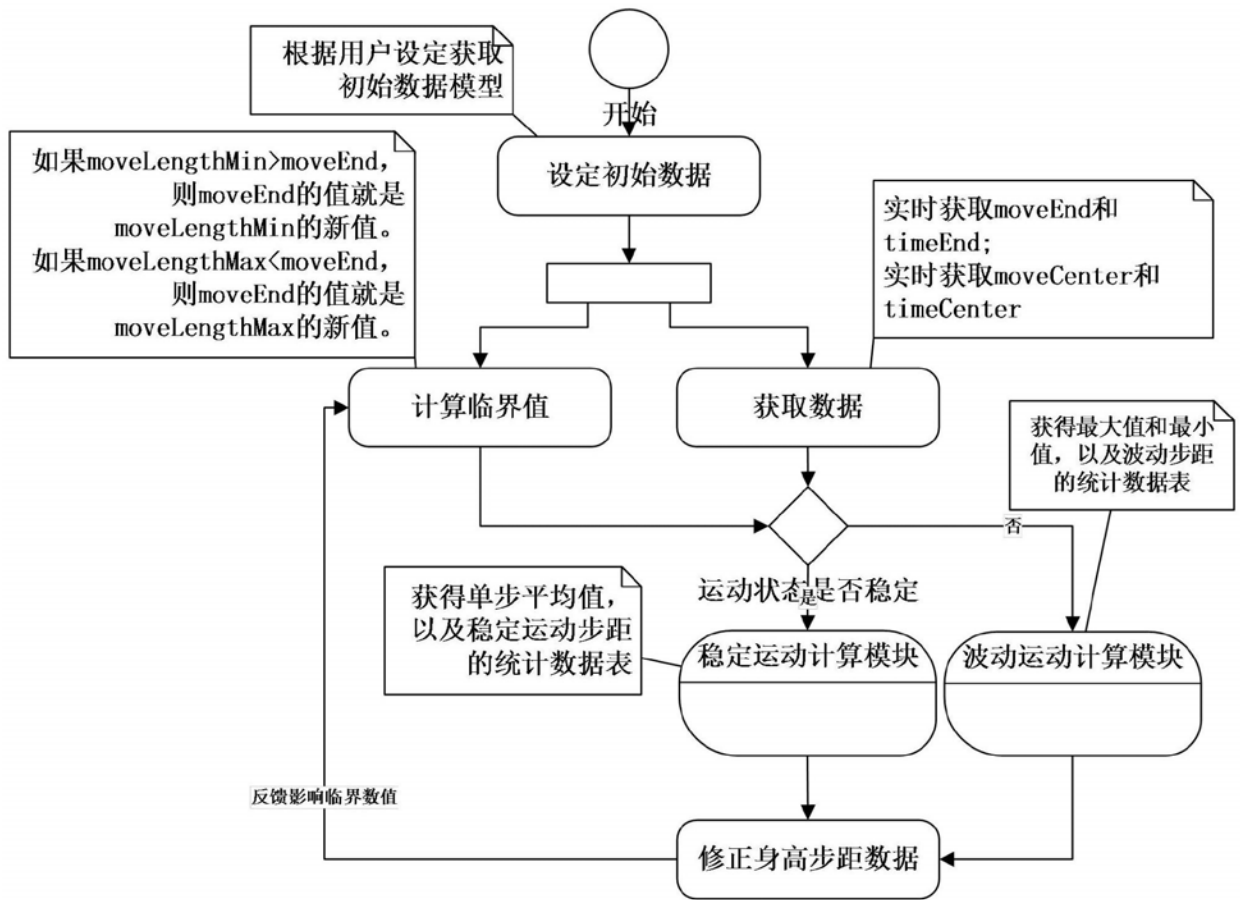 根据用户设定获取
初始数据模型
开始
设定初始数据
如果moveLengthMin>moveEnd,
则moveEnd的值就是
moveLengthMin的新值。
如果moveLengthMax<moveEnd,
则moveEnd的值就是
moveLengthMax的新值。
实时获取moveEnd和
timeEnd;
实时获取moveCenter和
timeCenter
计算临界值
获取数据
获得最大值和最小
值，以及波动步距
的统计数据表
否
运动状态是否稳定
是
获得单步平均值，
以及稳定运动步距
的统计数据表
稳定运动计算模块
波动运动计算模块
反馈影响临界数值
修正身高步距数据